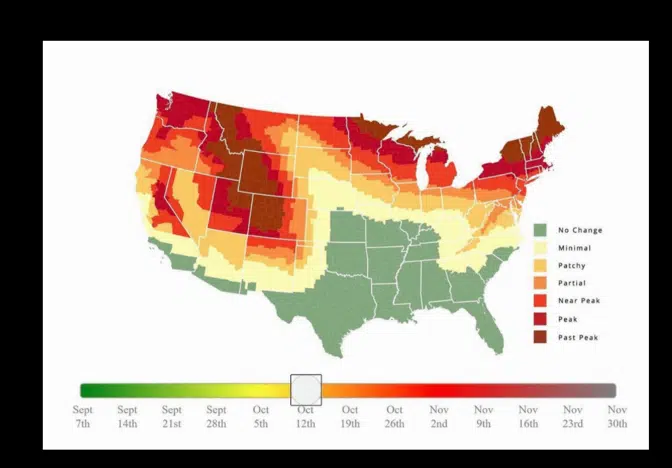 No Change
Minimal
Patchy
Partial
Near Peak
Peak
Past Peak
Sept Sept Sept Sept Oct Oct Oct Oct Nov Nov Nov Nov Nov
7th 14th 21st 28th 5th 12th 19th 26th 2nd 9th 16th 23rd 30th